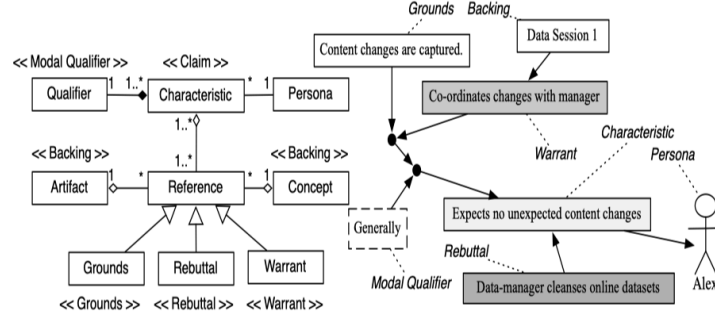 << Modal Qualifier >>
<< Claim >>
Qualifier
1
1..*
Characteristic
*
1
Persona
1..*
1..*
<< Backing >>
<< Backing >>
Artifact
1
*
Reference
*
1
Concept
Grounds
Rebuttal
Warrant
<< Grounds >>
<< Rebuttal >>
<< Warrant >>
Grounds
Backing
Content changes are captured.
Data Session 1
Co-ordinates changes with manager
Characteristic
Warrant
Persona
Generally
Expects no unexpected content changes
Rebuttal
Modal Qualifier
Data-manager cleanses online datasets
Alex